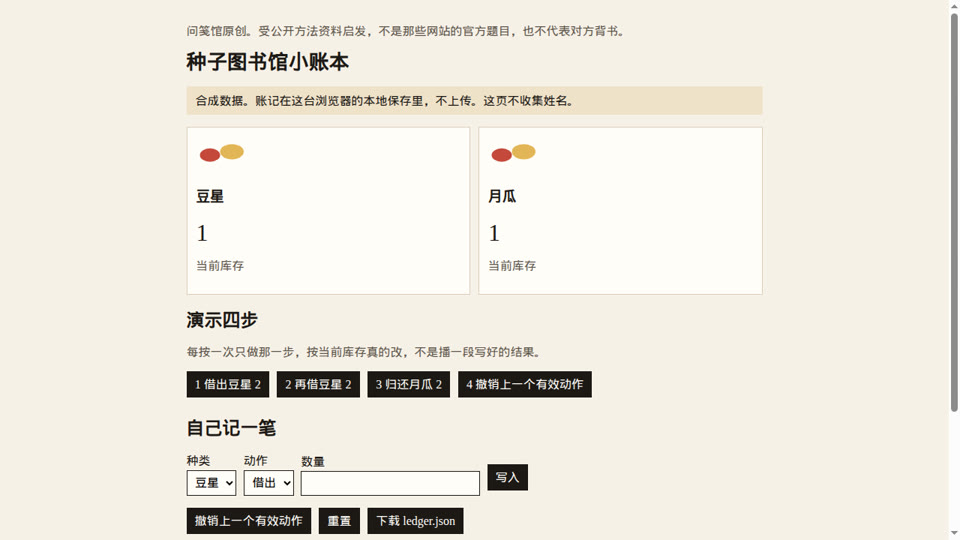 问笺馆原创。受公开方法资料启发，不是那些网站的官方题目，也不代表对方背书。
种子图书馆小账本
合成数据。账记在这台浏览器的本地保存里，不上传。这页不收集姓名。
豆星
1
当前库存
月瓜
1
当前库存
演示四步
每按一次只做那一步，按当前库存真的改，不是播一段写好的结果。
1 借出豆星 2
2 再借豆星 2
3 归还月瓜 2
4 撤销上一个有效动作
自己记一笔
种类
动作
数量
豆星
借出
写入
撤销上一个有效动作
重置
下载 ledger.json